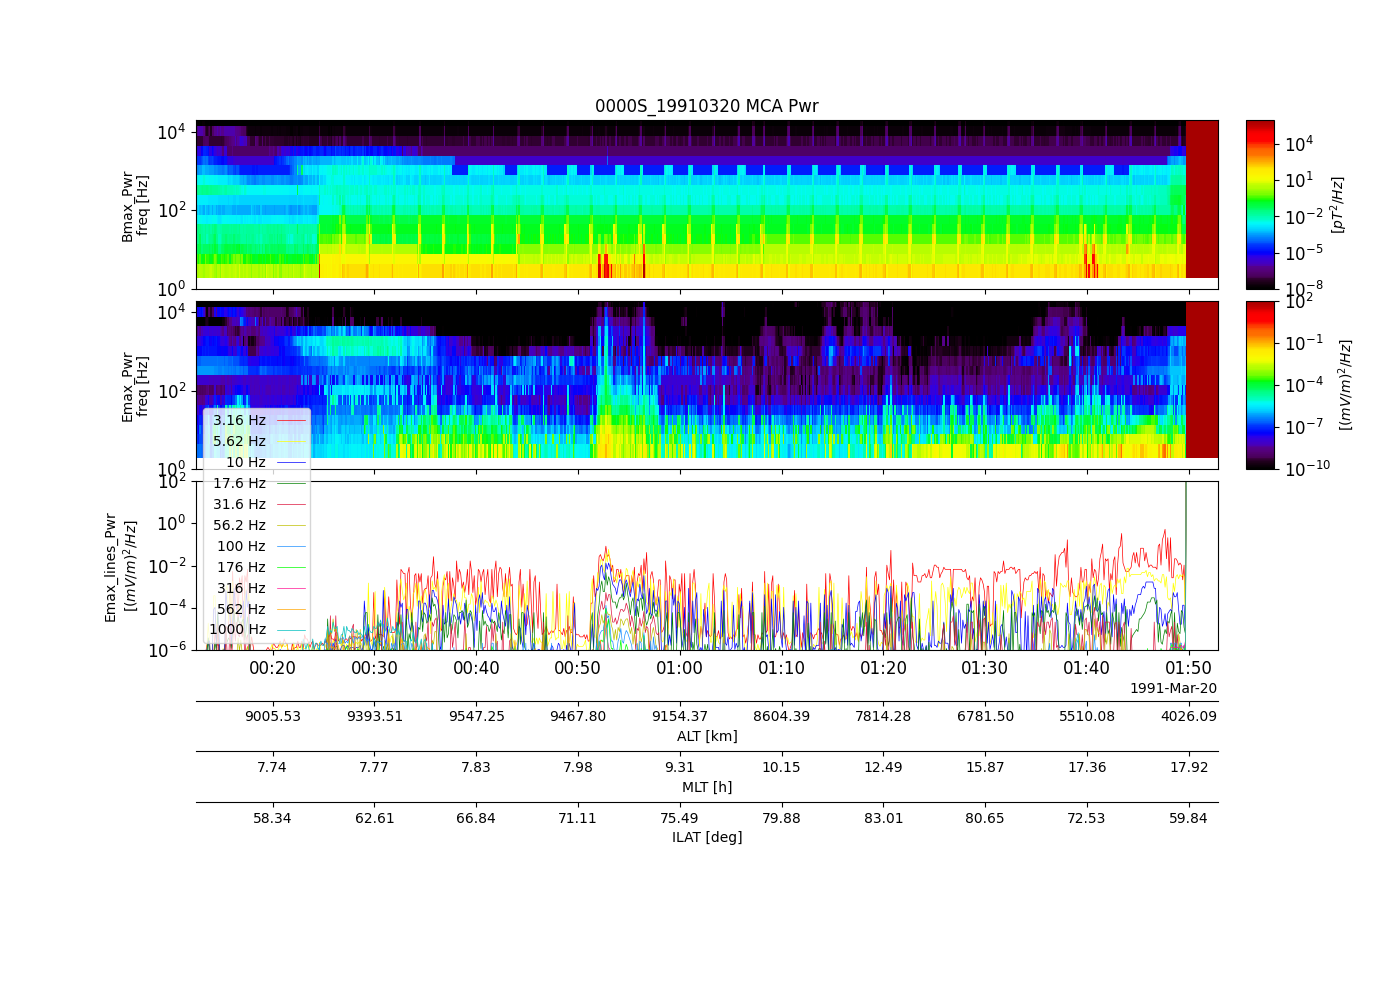 0000S_19910320 MCA Pwr
10^4
10^2
10^0
Bmax_Pwr
freq [Hz]
10^4
10^1
10^-2
10^-5
10^-8
[pT^2/Hz]
10^4
10^2
10^0
Emax_Pwr
freq [Hz]
10^2
10^-1
10^-4
10^-7
10^-10
[(mV/m)^2/Hz]
3.16 Hz
5.62 Hz
10 Hz
17.6 Hz
31.6 Hz
56.2 Hz
100 Hz
176 Hz
316 Hz
562 Hz
1000 Hz
10^2
10^0
10^-2
10^-4
10^-6
Emax_lines_Pwr
[(mV/m)^2/Hz]
00:20 00:30 00:40 00:50 01:00 01:10 01:20 01:30 01:40 01:50
1991-Mar-20
9005.53 9393.51 9547.25 9467.80 9154.37 8604.39 7814.28 6781.50 5510.08 4026.09
ALT [km]
7.74 7.77 7.83 7.98 9.31 10.15 12.49 15.87 17.36 17.92
MLT [h]
58.34 62.61 66.84 71.11 75.49 79.88 83.01 80.65 72.53 59.84
ILAT [deg]